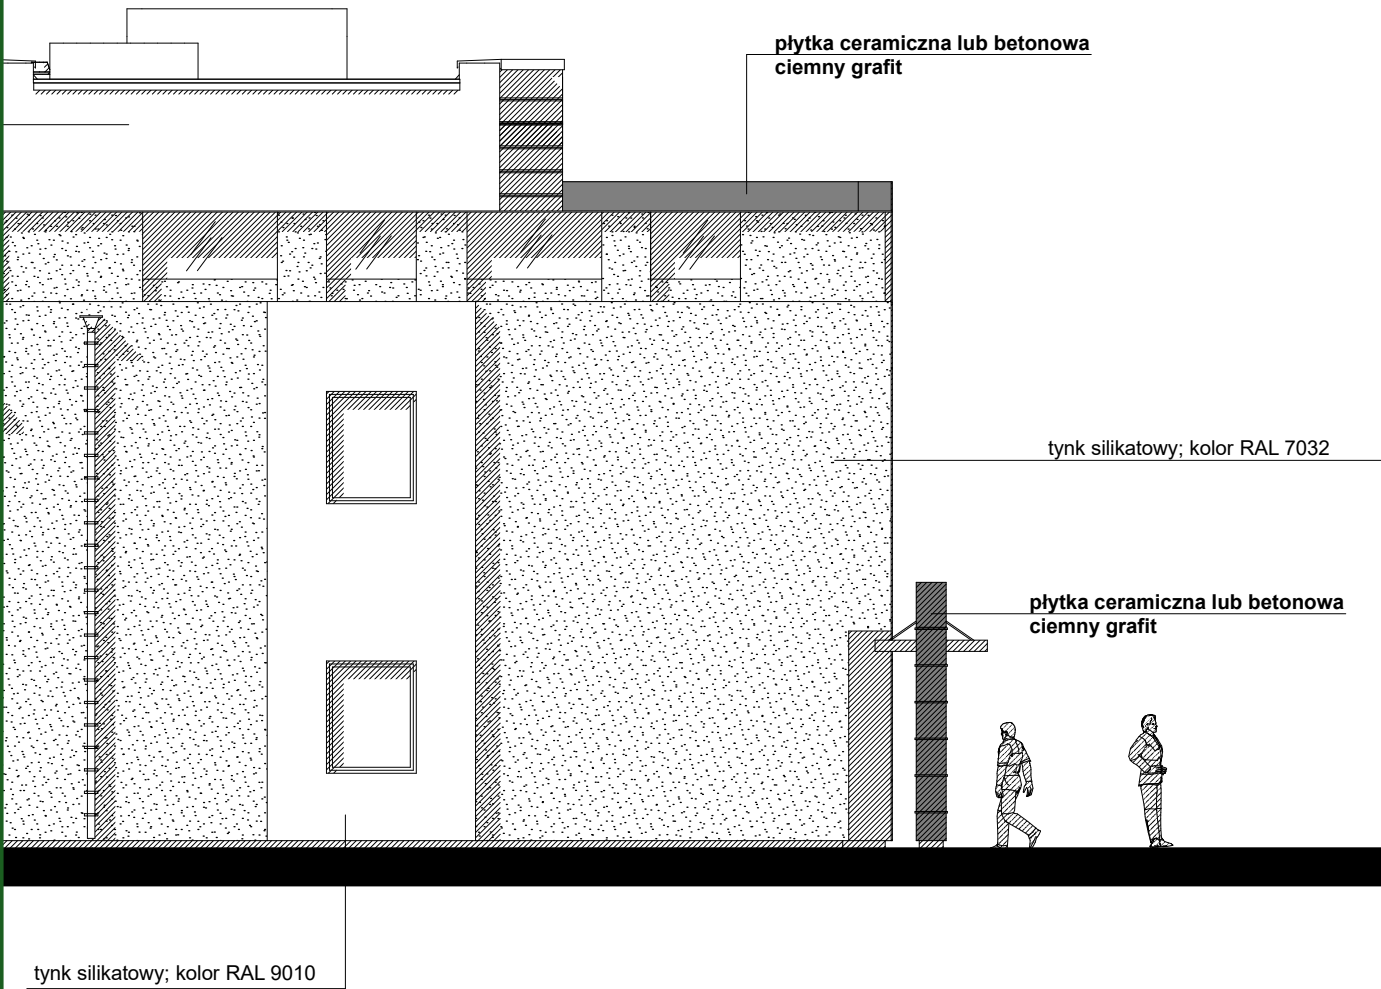 płytka ceramiczna lub betonowa
ciemny grafit
tynk silikatowy; kolor RAL 7032
płytka ceramiczna lub betonowa
ciemny grafit
tynk silikatowy; kolor RAL 9010